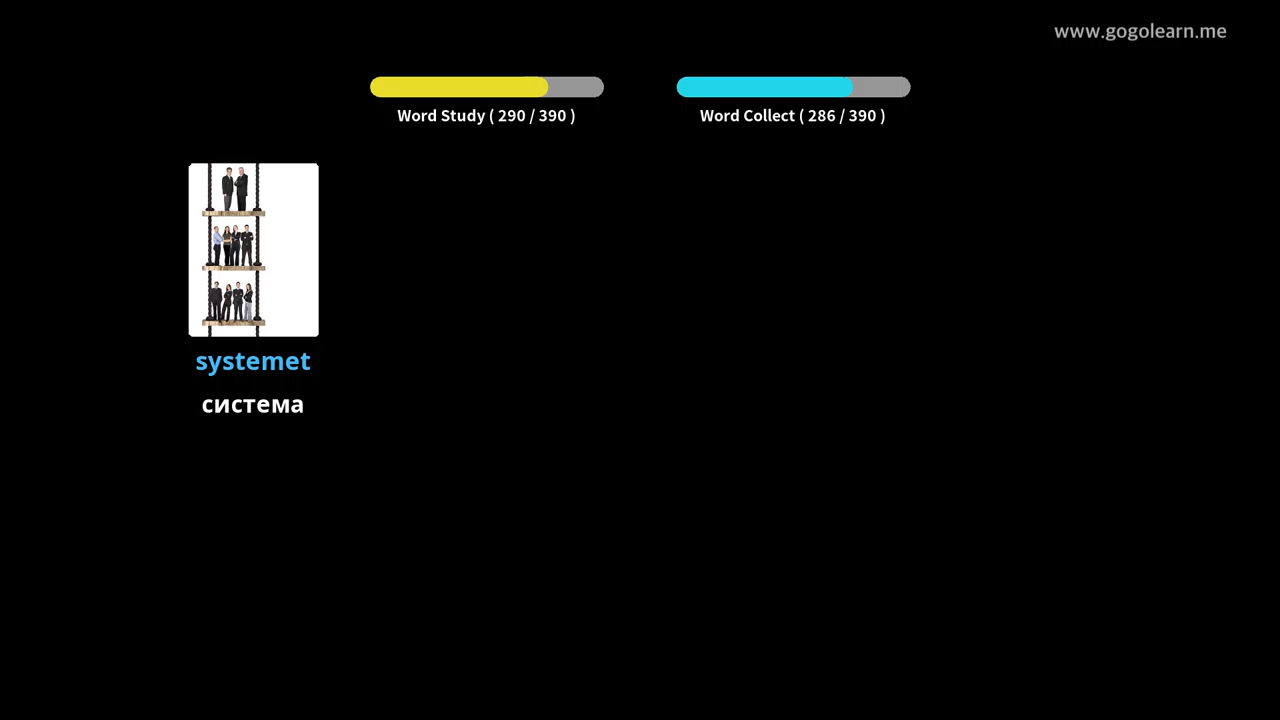 www.gogolearn.me
Word Study ( 290 / 390 )
Word Collect ( 286 / 390 )
systemet
система